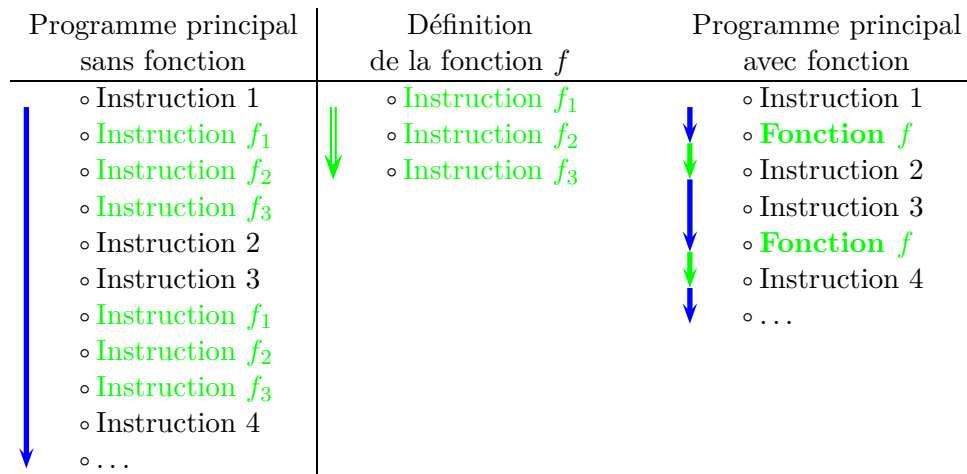 Programme principal
sans fonction
∘ Instruction 1
∘ Instruction f₁
∘ Instruction f₂
∘ Instruction f₃
∘ Instruction 2
∘ Instruction 3
∘ Instruction f₁
∘ Instruction f₂
∘ Instruction f₃
∘ Instruction 4
∘ ...
Définition
de la fonction f
∘ Instruction f₁
∘ Instruction f₂
∘ Instruction f₃
Programme principal
avec fonction
∘ Instruction 1
∘ Fonction f
∘ Instruction 2
∘ Instruction 3
∘ Fonction f
∘ Instruction 4
∘ ...